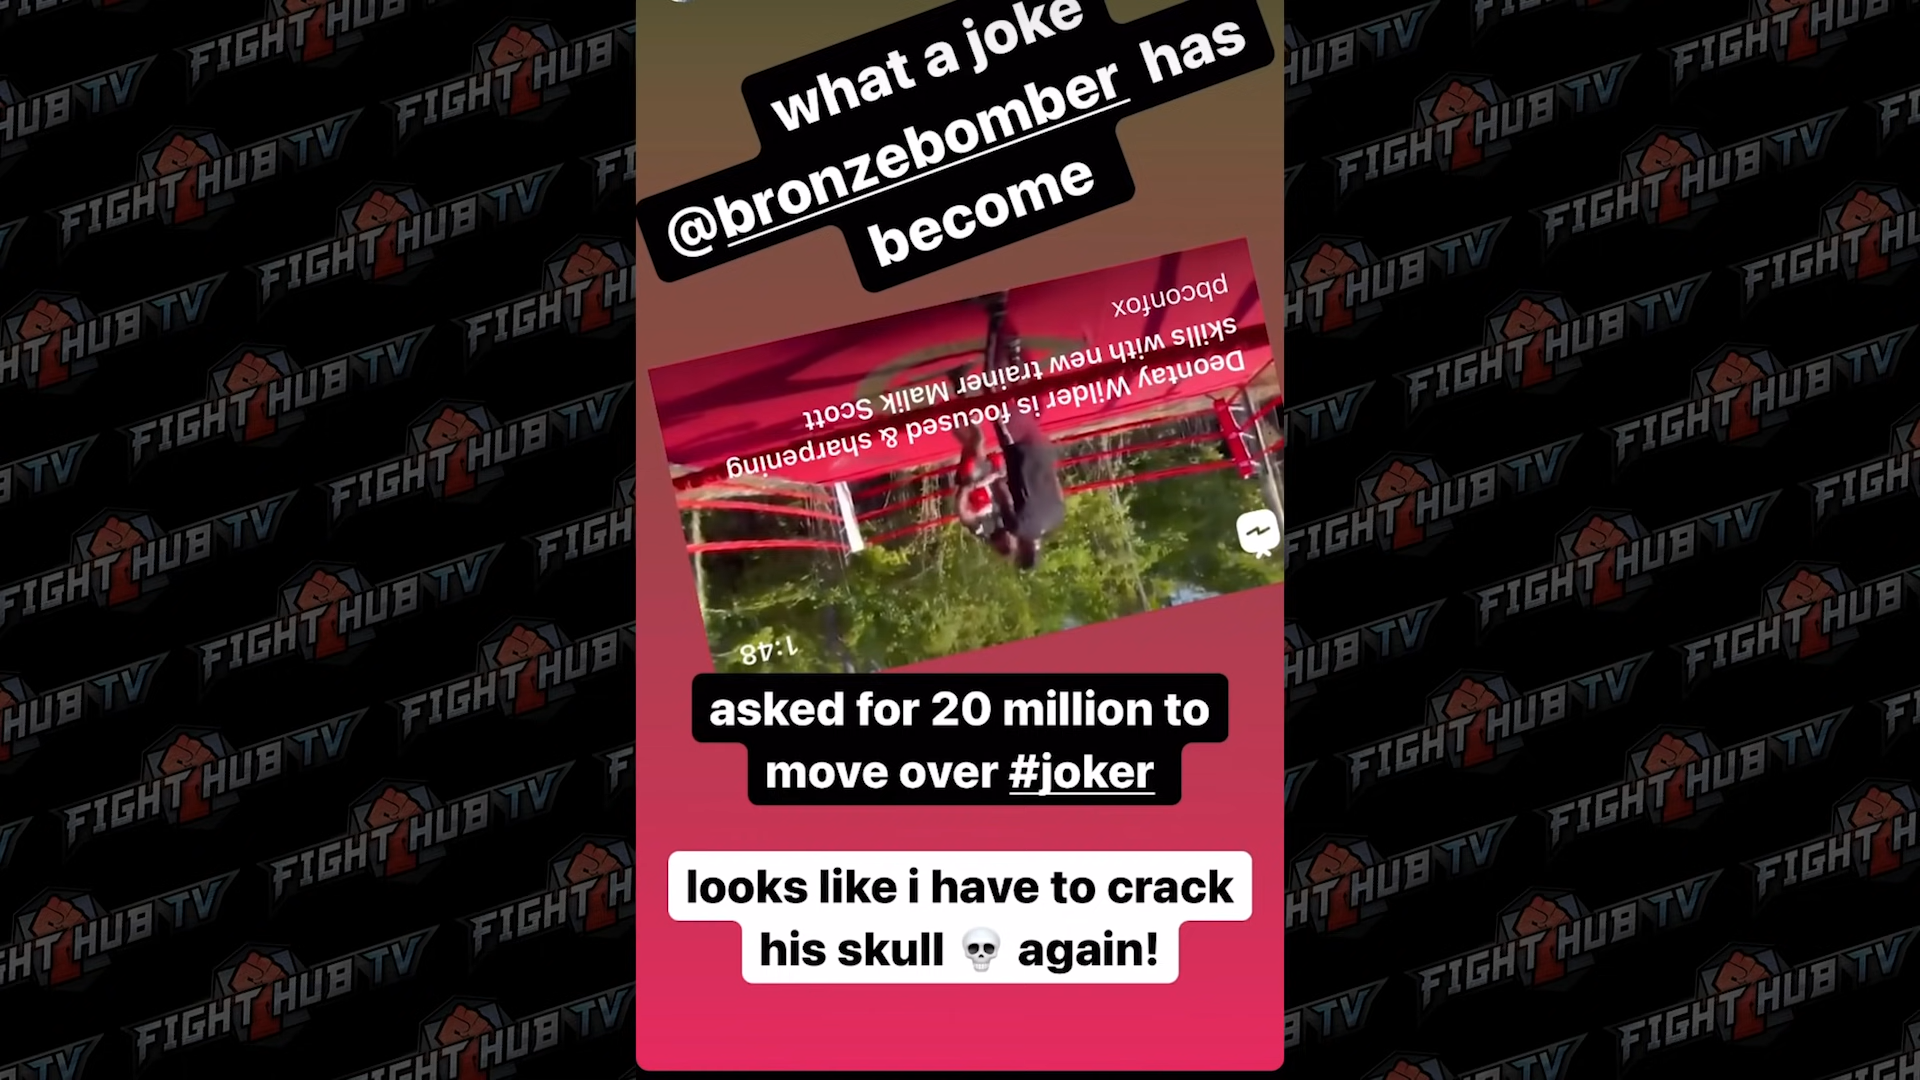 what a joke
@bronzebomber has
become
pbconfox
Deontay Wilder is focused & sharpening
skills with new trainer Malik Scott
1:48
asked for 20 million to
move over #joker
looks like i have to crack
his skull 💀 again!
FIGHT HUB TV